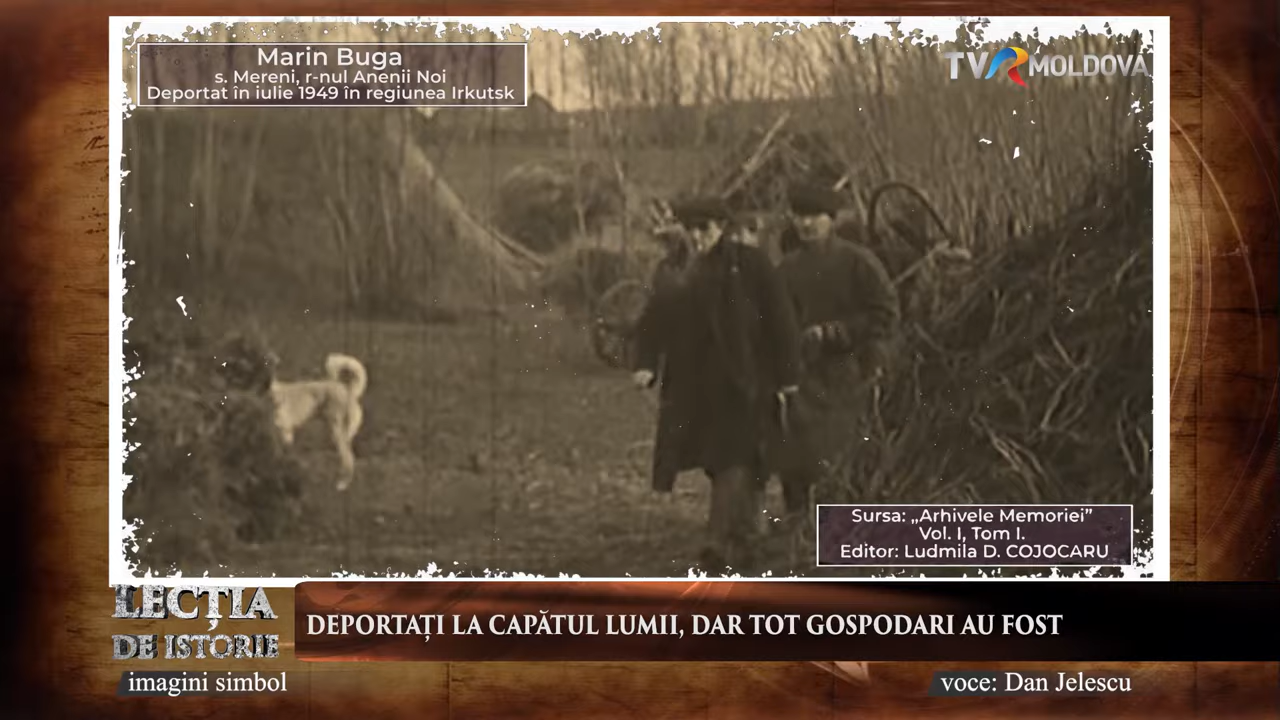 Marin Buga
s. Mereni, r-nul Anenii Noi
Deportat în iulie 1949 în regiunea Irkutsk
TVR MOLDOVA
Sursa: „Arhivele Memoriei”
Vol. I, Tom I.
Editor: Ludmila D. COJOCARU
LECȚIA
DE ISTORIE
DEPORTAȚI LA CAPĂTUL LUMII, DAR TOT GOSPODARI AU FOST
imagini simbol
voce: Dan Jelescu